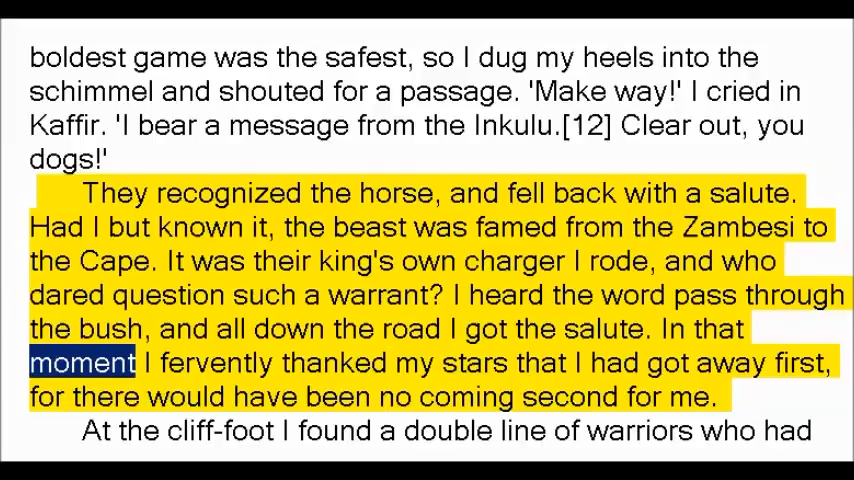 boldest game was the safest, so I dug my heels into the
schimmel and shouted for a passage. 'Make way!' I cried in
Kaffir. 'I bear a message from the Inkulu.[12] Clear out, you
dogs!'
They recognized the horse, and fell back with a salute.
Had I but known it, the beast was famed from the Zambesi to
the Cape. It was their king's own charger I rode, and who
dared question such a warrant? I heard the word pass through
the bush, and all down the road I got the salute. In that
moment I fervently thanked my stars that I had got away first,
for there would have been no coming second for me.
At the cliff-foot I found a double line of warriors who had